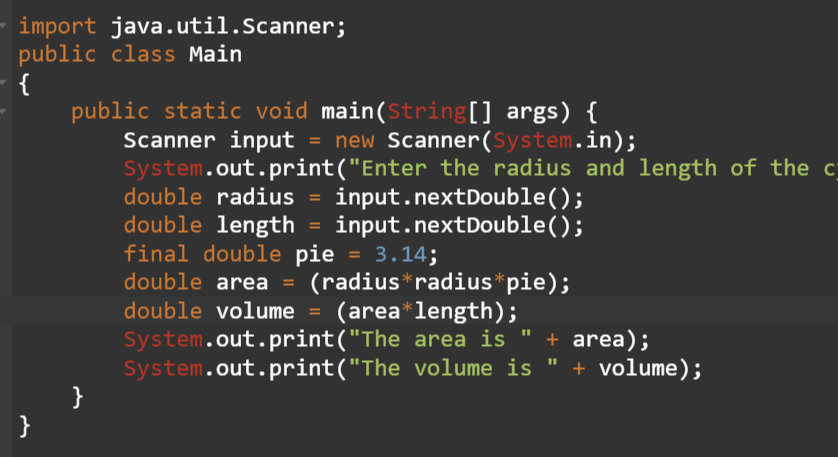 import java.util.Scanner;
public class Main
{
public static void main(String[] args) {
Scanner input = new Scanner(System.in);
System.out.print("Enter the radius and length of the
double radius = input.nextDouble();
double length = input.nextDouble();
final double pie = 3.14;
double area = (radius*radius*pie);
double volume = (area*length);
System.out.print("The area is " + area);
System.out.print("The volume is " + volume);
}
}